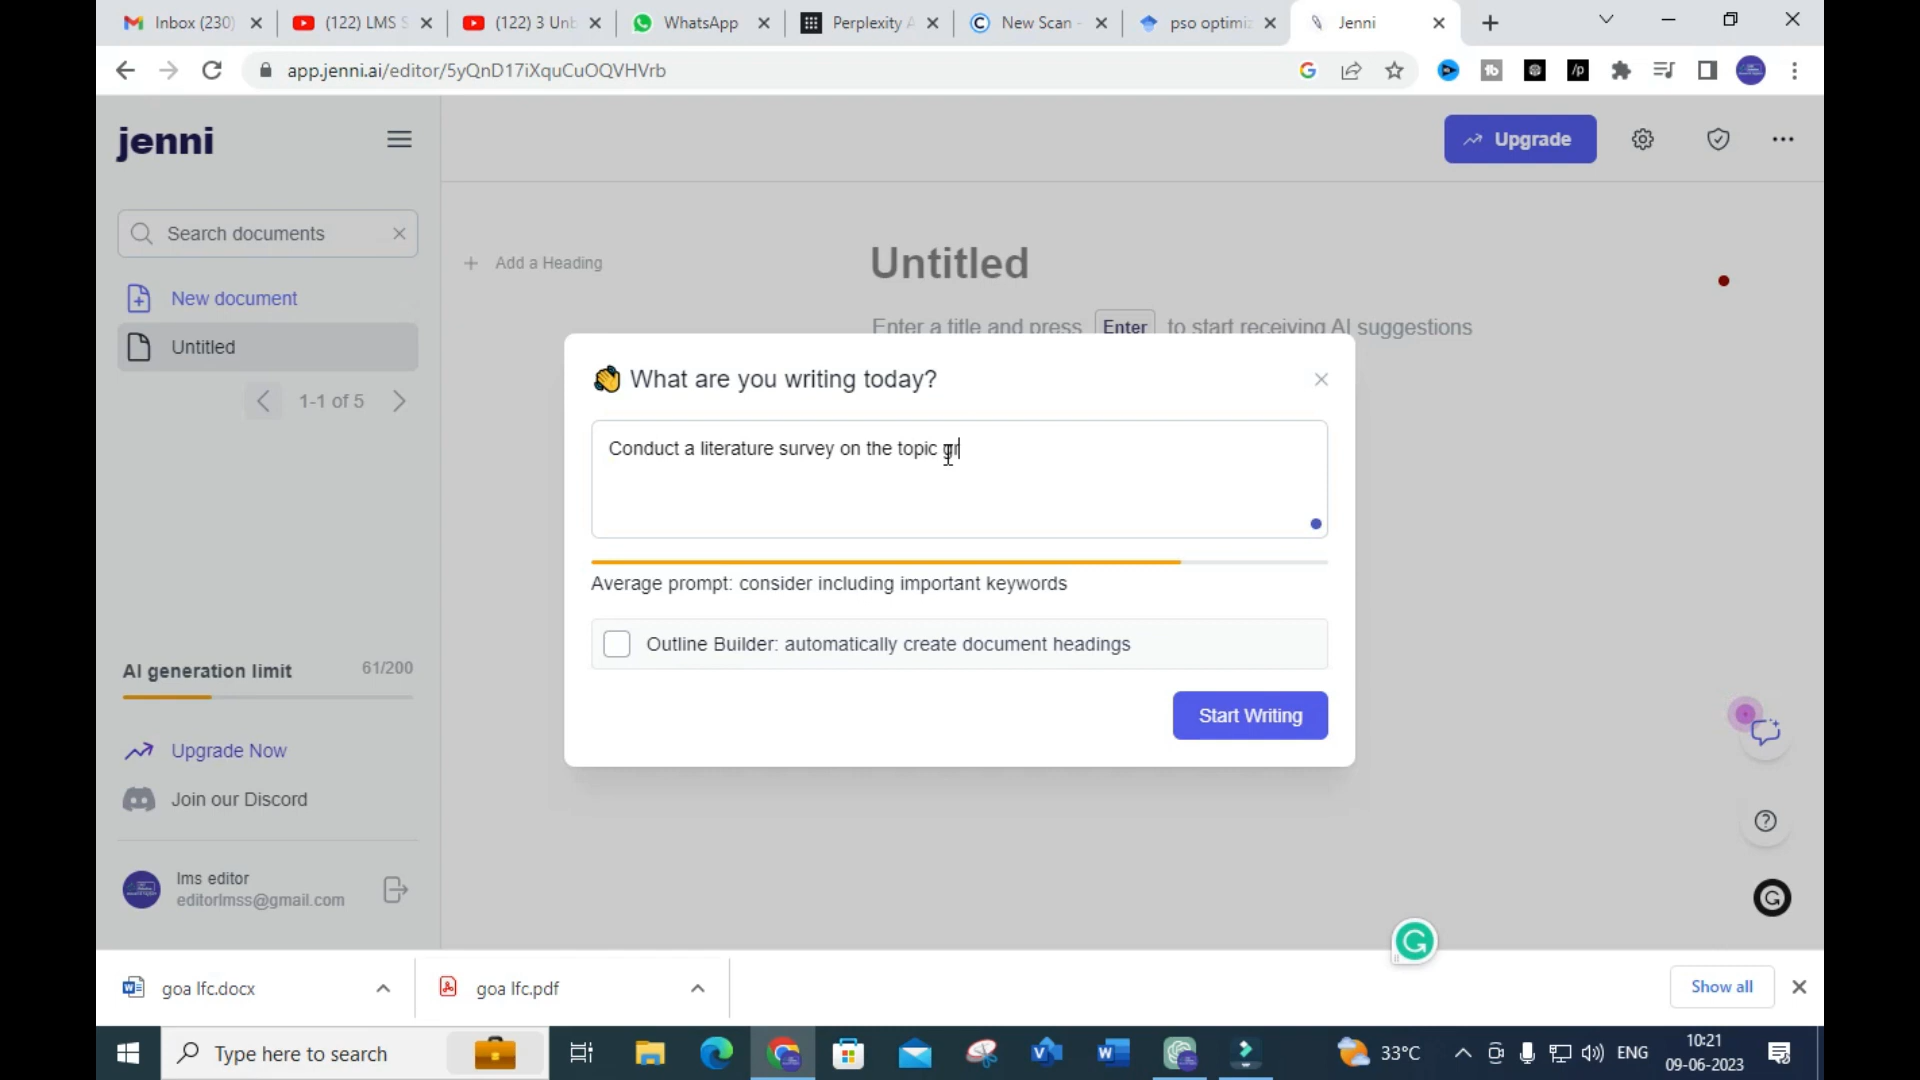 Inbox (230)
(122) LMS S
(122) 3 Unb
WhatsApp
Perplexity A
New Scan -
pso optimiz
Jenni
app.jenni.ai/editor/5yQnD17iXquCuOQVHVrb
jenni
Upgrade
Search documents
New document
Untitled
1-1 of 5
AI generation limit 61/200
Upgrade Now
Join our Discord
lms editor
editorlmss@gmail.com
Add a Heading
Untitled
Enter a title and press Enter to start receiving AI suggestions
What are you writing today?
Conduct a literature survey on the topic gr
Average prompt: consider including important keywords
Outline Builder: automatically create document headings
Start Writing
goa lfc.docx
goa lfc.pdf
Show all
Type here to search
33°C
ENG
10:21
09-06-2023